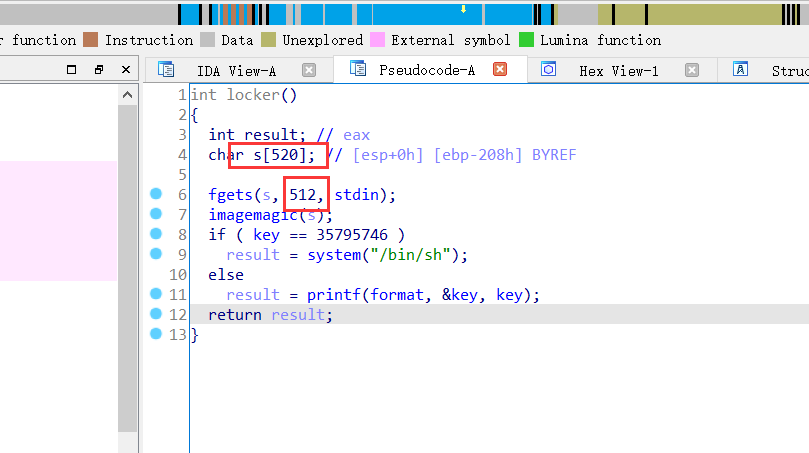 r function Instruction Data Unexplored External symbol Lumina function
IDA View-A Pseudocode-A Hex View-1 Struc
1 int locker()
2 {
3 int result; // eax
4 char s[520]; // [esp+0h] [ebp-208h] BYREF
5
6 fgets(s, 512, stdin);
7 imagemagic(s);
8 if ( key == 35795746 )
9 result = system("/bin/sh");
10 else
11 result = printf(format, &key, key);
12 return result;
13 }